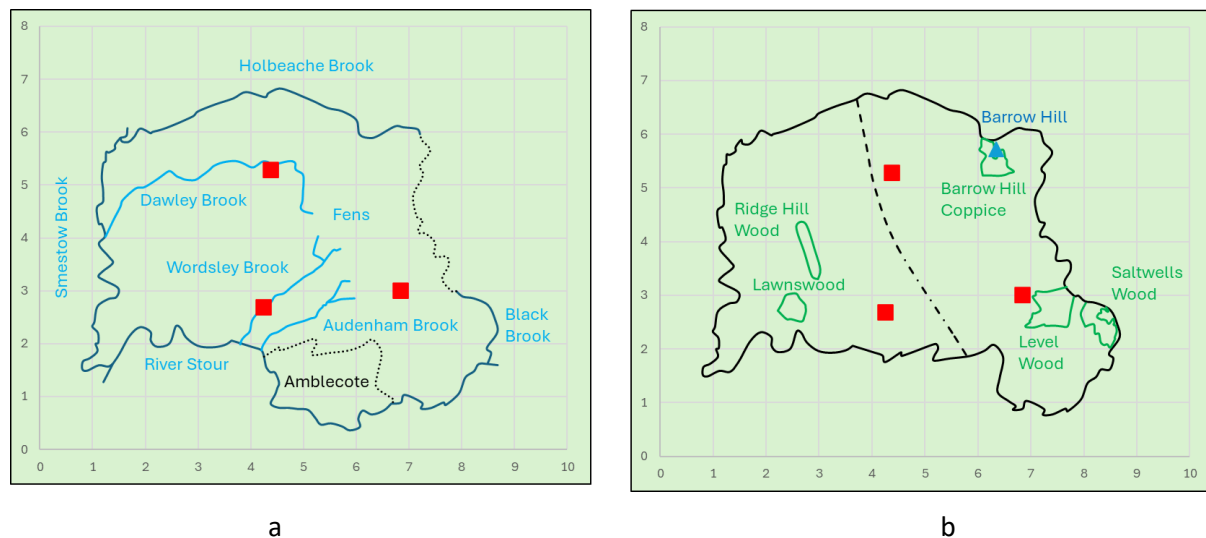 8
7
6
5
4
3
2
1
0
0 1 2 3 4 5 6 7 8 9 10
Holbeache Brook
Smestow Brook
Dawley Brook
Fens
Wordsley Brook
Audenham Brook
Black
Brook
River Stour
Amblecote
a
8
7
6
5
4
3
2
1
0
0 1 2 3 4 5 6 7 8 9 10
Barrow Hill
Barrow Hill
Coppice
Ridge Hill
Wood
Lawnswood
Saltwells
Wood
Level
Wood
b